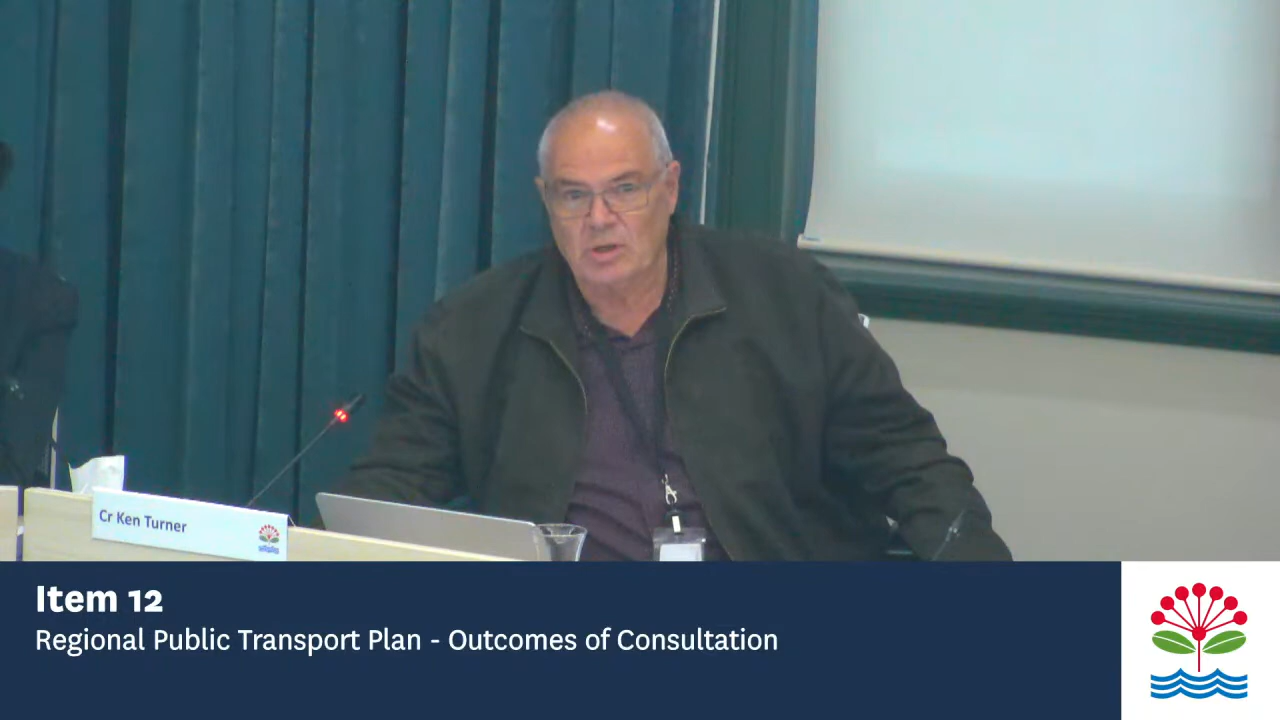 Cr Ken Turner
Item 12
Regional Public Transport Plan - Outcomes of Consultation